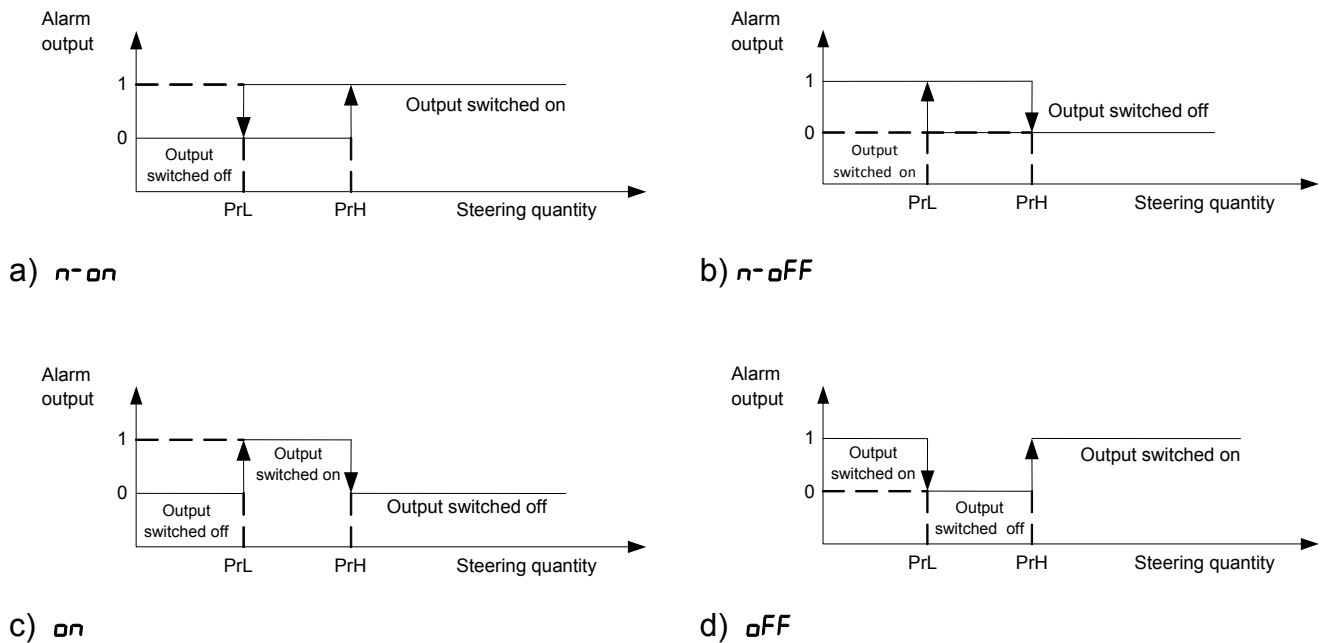 Alarm
output
1
0
Output switched on
Output
switched off
PrL
PrH
Steering quantity
a) n-on
Alarm
output
1
0
Output switched off
Output
switched on
PrL
PrH
Steering quantity
b) n-oFF
Alarm
output
1
0
Output
switched on
Output
switched off
Output switched off
PrL
PrH
Steering quantity
c) on
Alarm
output
1
0
Output
switched on
Output switched on
Output
switched off
PrL
PrH
Steering quantity
d) oFF